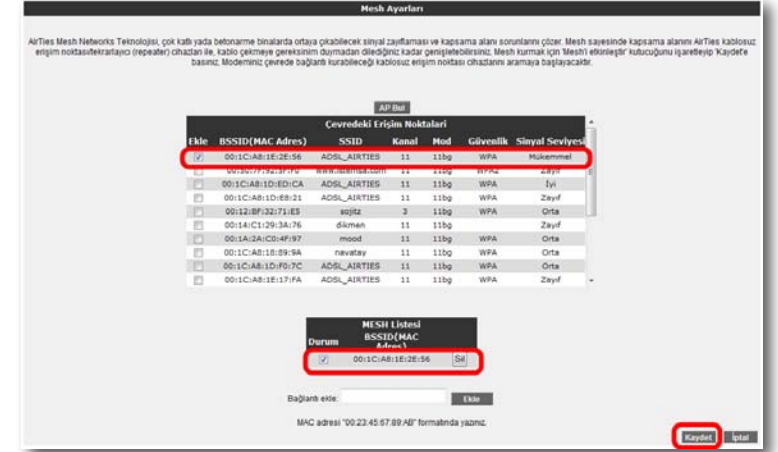 Mesh Ayarları
AirTies Mesh Networks Teknolojisi, çok katlı yada betonarme binalarda ortaya çıkabilecek sinyal zayıflaması ve kapsama alanı sorunlarını çözer. Mesh sayesinde kapsama alanını AirTies kablosuz
erişim noktası/tekrarlayıcı (repeater) cihazları ile, kablo çekmeye gereksinim duymadan dilediğiniz kadar genişletebilirsiniz. Mesh kurmak için 'Mesh'i etkinleştir' kutucuğunu işaretleyip 'Kaydet'e
basınız. Modeminiz çevrede bağlantı kurabileceği kablosuz erişim noktası cihazlarını aramaya başlayacaktır.
AP Bul
Çevredeki Erişim Noktalari
Ekle BSSID(MAC Adres) SSID Kanal Mod Güvenlik Sinyal Seviyesi
00:1C:A8:1E:2E:56 ADSL_AIRTIES 11 11bg WPA Mükemmel
11 11bg WPA2 Zayıf
00:1C:A8:1D:ED:CA ADSL_AIRTIES 11 11bg WPA İyi
00:1C:A8:1D:E8:21 ADSL_AIRTIES 11 11bg WPA Zayıf
00:12:BF:32:71:E5 sojitz 3 11bg WPA Orta
00:14:C1:29:3A:76 dikmen 11 11bg Zayıf
00:1A:2A:C0:4F:97 mood 11 11bg WPA Orta
00:1C:A8:18:89:9A navatay 11 11bg WPA Orta
00:1C:A8:1D:F0:7C ADSL_AIRTIES 11 11bg WPA Orta
00:1C:A8:1E:17:FA ADSL_AIRTIES 11 11bg WPA Zayıf
MESH Listesi
Durum BSSID(MAC Adres)
00:1C:A8:1E:2E:56 Sil
Bağlantı ekle: Ekle
MAC adresi "00:23:45:67:89:AB" formatında yazınız.
Kaydet İptal